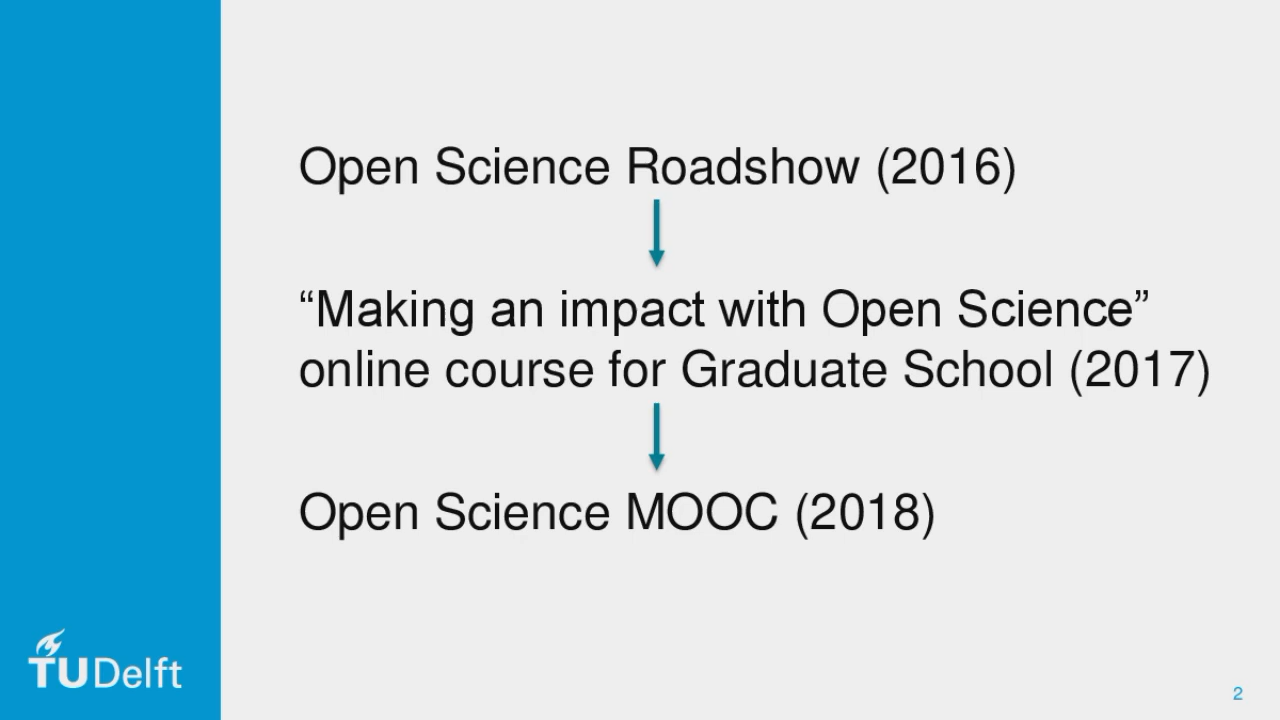 Open Science Roadshow (2016)
“Making an impact with Open Science”
online course for Graduate School (2017)
Open Science MOOC (2018)
TUDelft
2